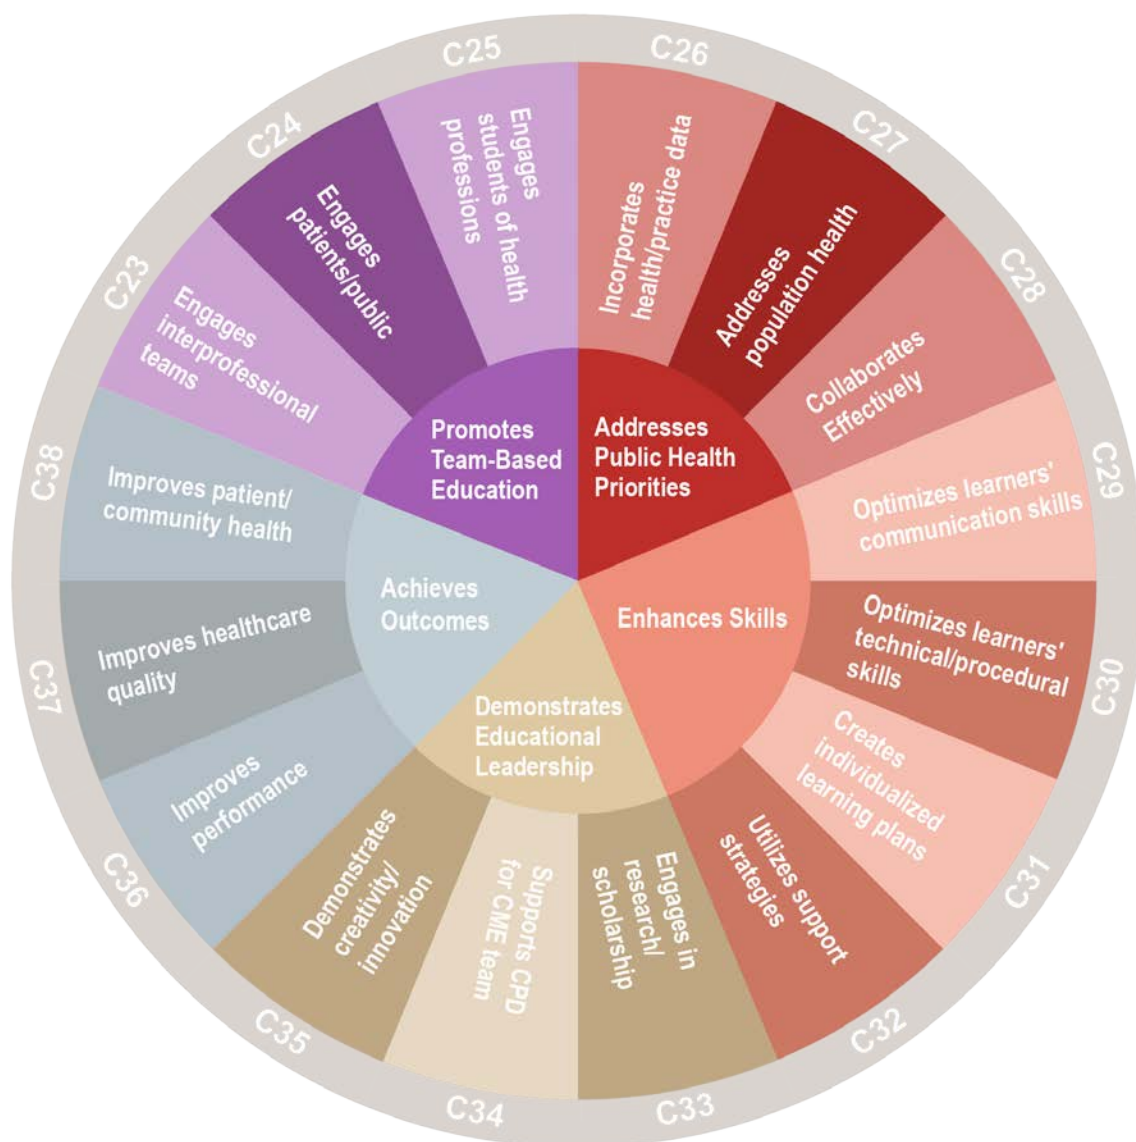 C23
Engages
interprofessional
teams
C24
Engages
patients/public
C25
Engages
students of health
professions
Promotes
Team-Based
Education
C26
Incorporates
health/practice data
C27
Addresses
population health
C28
Collaborates
Effectively
Addresses
Public Health
Priorities
C29
Optimizes learners'
communication skills
C30
Optimizes learners'
technical/procedural
skills
C31
Creates
individualized
learning plans
C32
Utilizes support
strategies
Enhances Skills
C33
Engages in
research/
scholarship
C34
Supports CPD
for CME team
C35
Demonstrates
creativity/
innovation
Demonstrates
Educational
Leadership
C36
Improves
performance
C37
Improves healthcare
quality
C38
Improves patient/
community health
Achieves
Outcomes